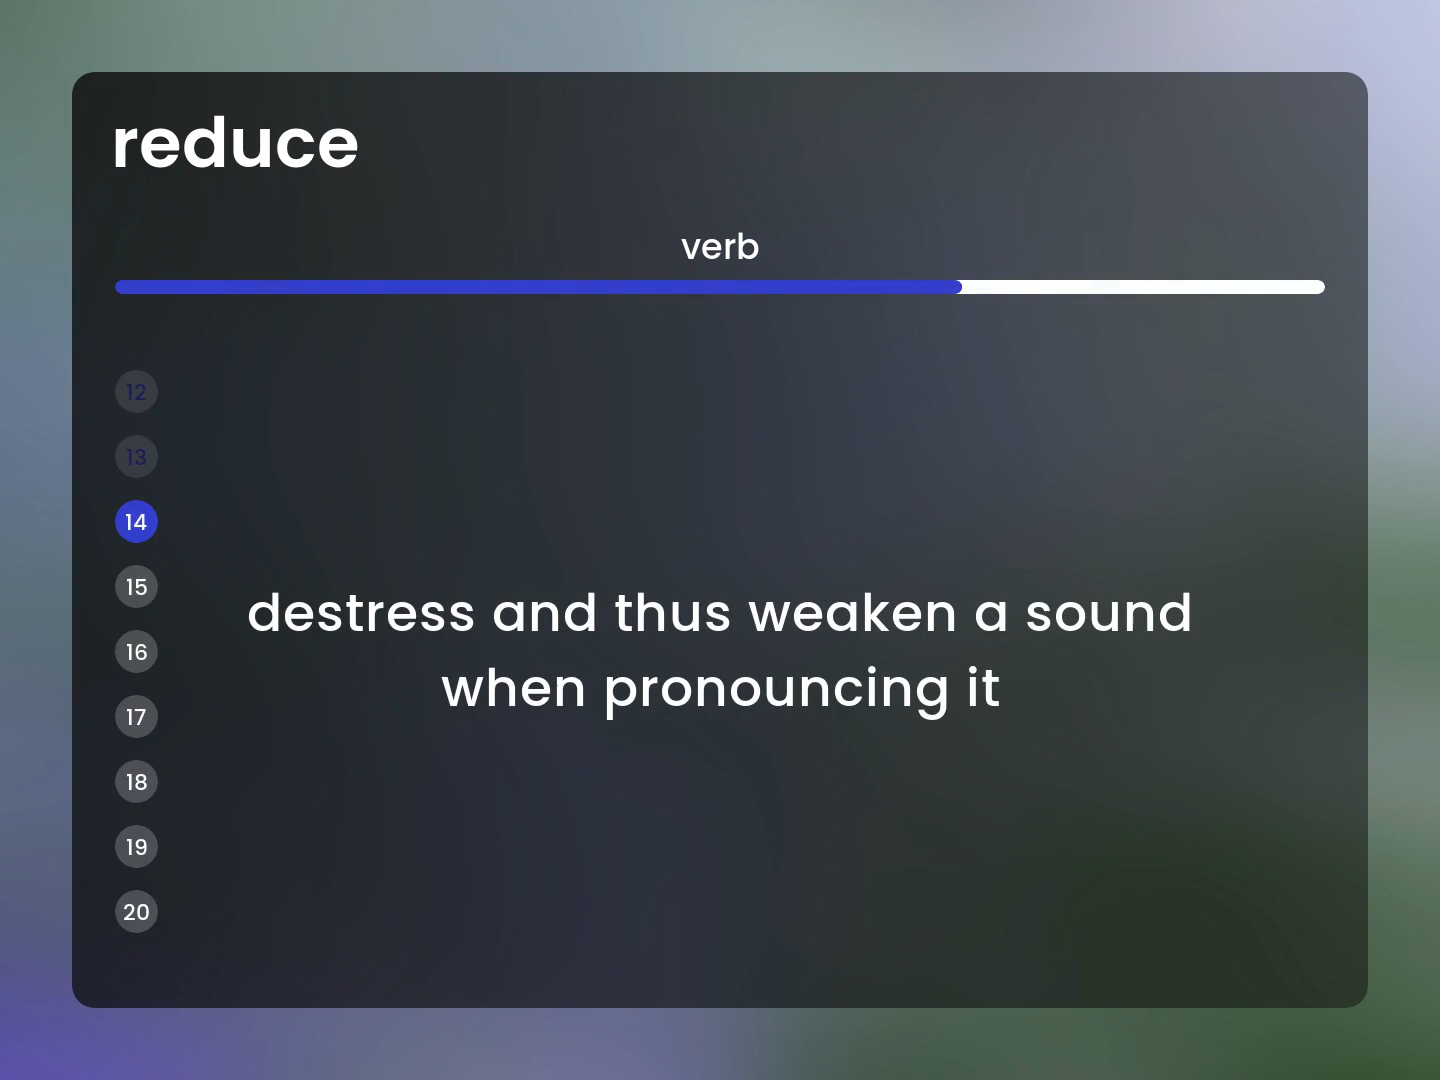 reduce
verb
12
13
14
15
16
17
18
19
20
destress and thus weaken a sound
when pronouncing it